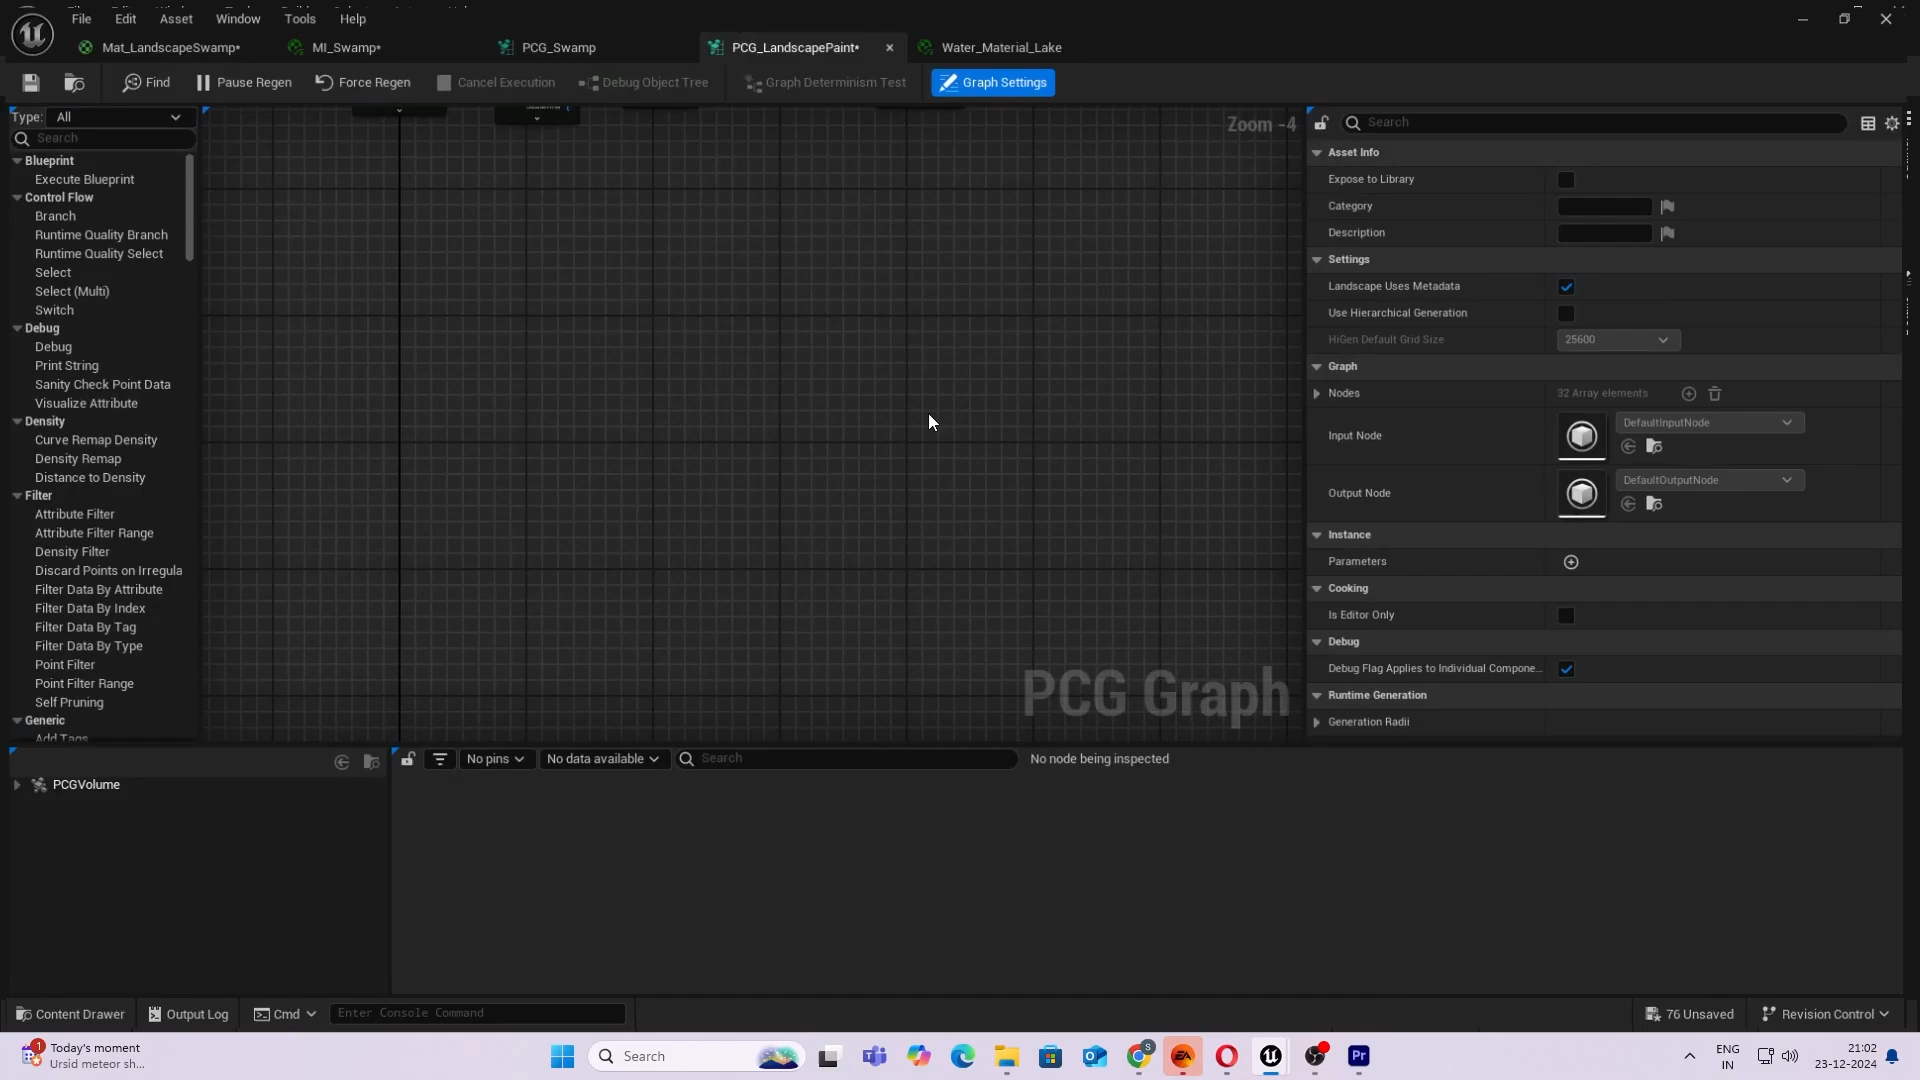 File Edit Asset Window Tools Help
Mat_LandscapeSwamp* MI_Swamp* PCG_Swamp PCG_LandscapePaint* Water_Material_Lake
Find Pause Regen Force Regen Cancel Execution Debug Object Tree Graph Determinism Test Graph Settings
Type: All
Search
Blueprint
Execute Blueprint
Control Flow
Branch
Runtime Quality Branch
Runtime Quality Select
Select
Select (Multi)
Switch
Debug
Debug
Print String
Sanity Check Point Data
Visualize Attribute
Density
Curve Remap Density
Density Remap
Distance to Density
Filter
Attribute Filter
Attribute Filter Range
Density Filter
Discard Points on Irregula
Filter Data By Attribute
Filter Data By Index
Filter Data By Tag
Filter Data By Type
Point Filter
Point Filter Range
Self Pruning
Generic
Add Tags
Zoom -4
PCG Graph
Search
Asset Info
Expose to Library
Category
Description
Settings
Landscape Uses Metadata
Use Hierarchical Generation
HiGen Default Grid Size 25600
Graph
Nodes 32 Array elements
Input Node DefaultInputNode
Output Node DefaultOutputNode
Instance
Parameters
Cooking
Is Editor Only
Debug
Debug Flag Applies to Individual Compone...
Runtime Generation
Generation Radii
PCGVolume
No pins No data available Search No node being inspected
Content Drawer Output Log Cmd Enter Console Command 76 Unsaved Revision Control
1 Today's moment
Ursid meteor sh...
Search
S
EA
Pr
ENG
IN
21:02
23-12-2024